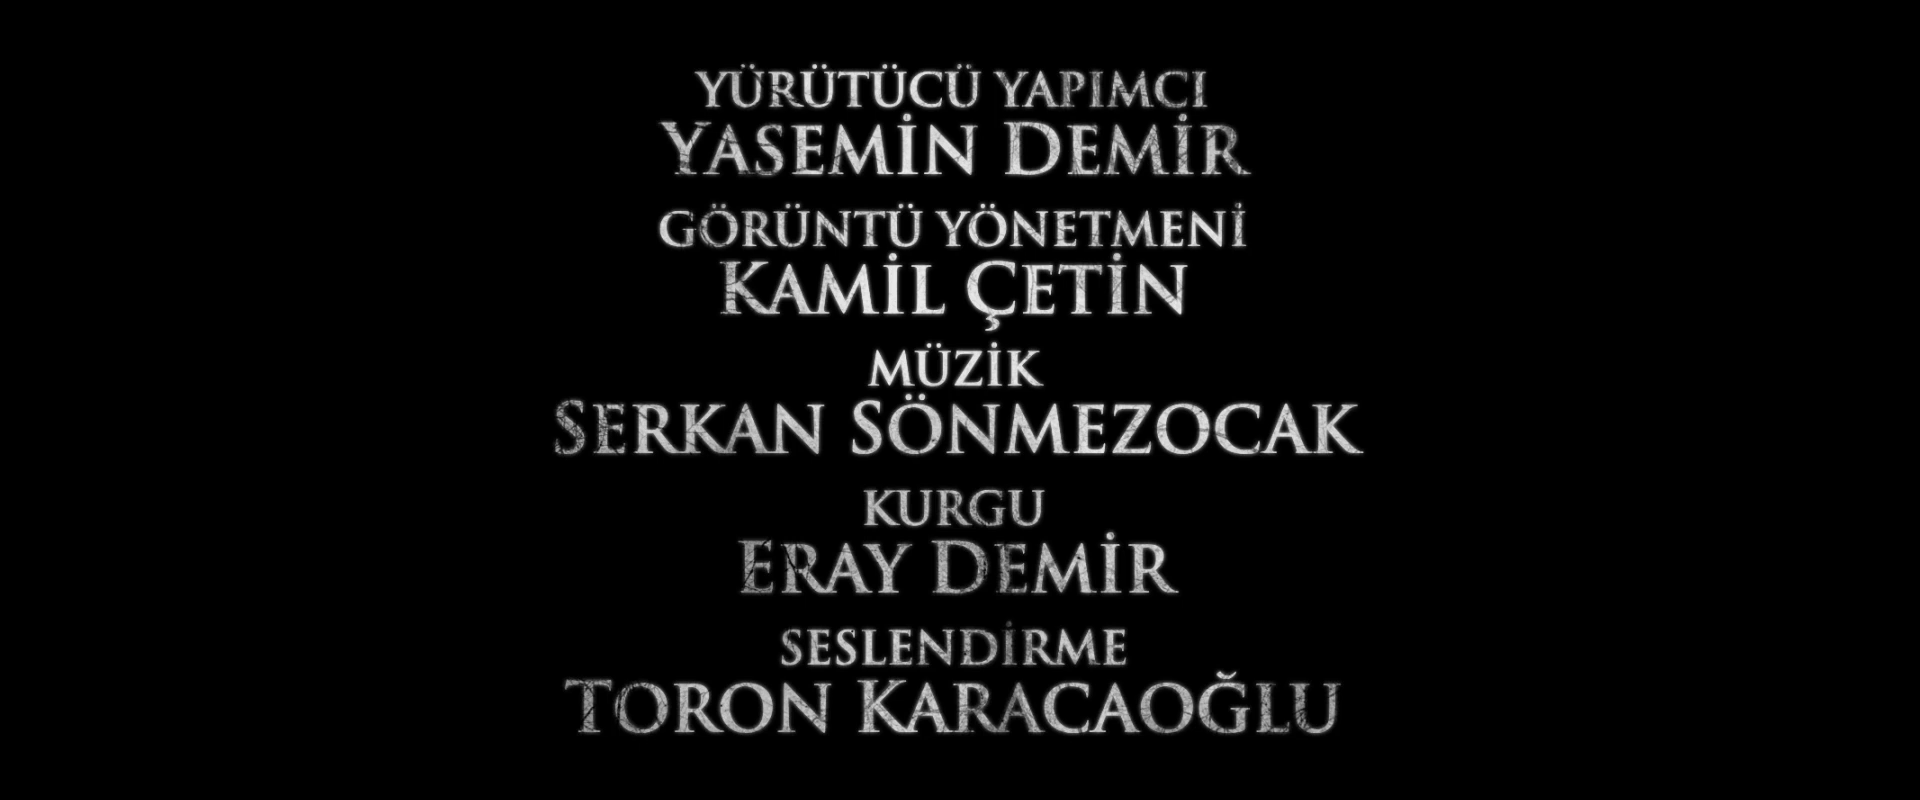 YÜRÜTÜCÜ YAPIMCI
YASEMİN DEMİR
GÖRÜNTÜ YÖNETMENİ
KAMİL ÇETİN
MÜZİK
SERKAN SÖNMEZOCAK
KURGU
ERAY DEMİR
SESLENDİRME
TORON KARACAOĞLU